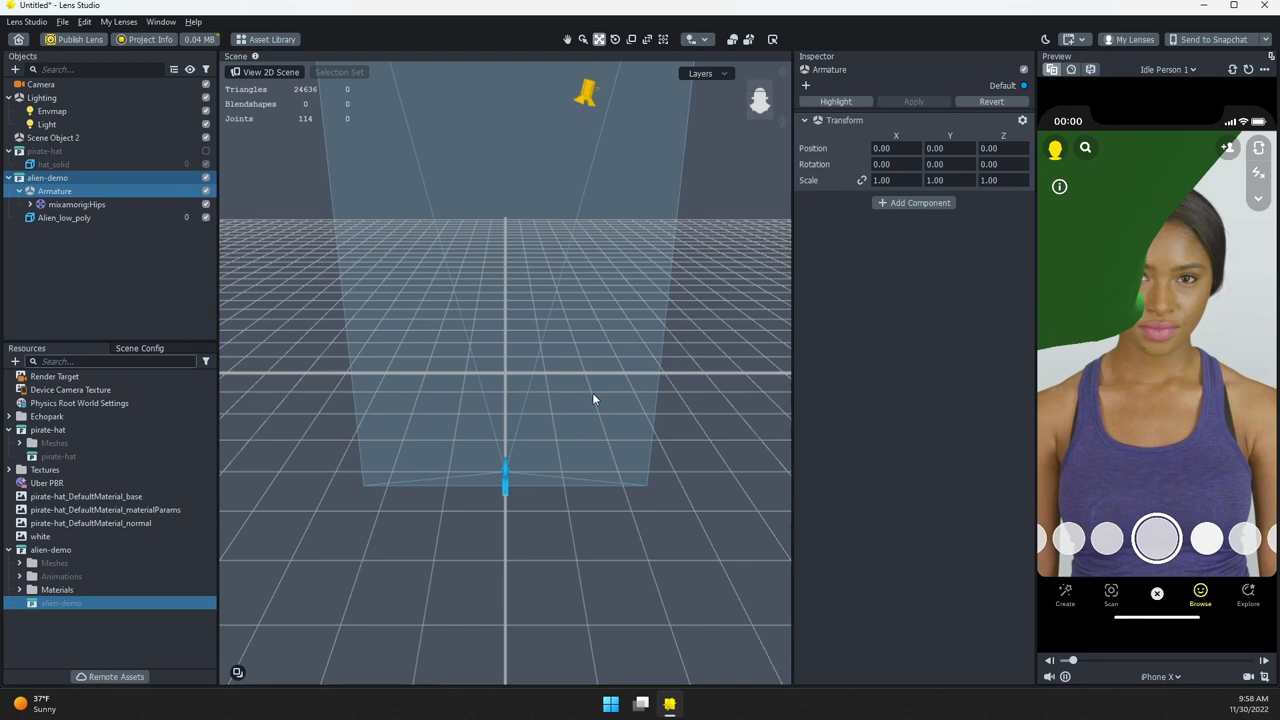 Untitled* - Lens Studio
Lens Studio File Edit My Lenses Window Help
Publish Lens Project Info 0.04 MB Asset Library My Lenses Send to Snapchat
Objects
Search...
Camera
Lighting
Envmap
Light
Scene Object 2
pirate-hat
hat_solid 0
alien-demo
Armature
mixamorig:Hips
Alien_low_poly 0
Resources Scene Config
Search...
Render Target
Device Camera Texture
Physics Root World Settings
Echopark
pirate-hat
Meshes
pirate-hat
Textures
Uber PBR
pirate-hat_DefaultMaterial_base
pirate-hat_DefaultMaterial_materialParams
pirate-hat_DefaultMaterial_normal
white
alien-demo
Meshes
Animations
Materials
alien-demo
Remote Assets
Scene
View 2D Scene Selection Set Layers
Triangles 24636 0
Blendshapes 0 0
Joints 114 0
Inspector
Armature
Default
Highlight Apply Revert
Transform
X Y Z
Position 0.00 0.00 0.00
Rotation 0.00 0.00 0.00
Scale 1.00 1.00 1.00
Add Component
Preview
Idle Person 1
00:00
Create Scan Browse Explore
iPhone X
37°F
Sunny
9:58 AM
11/30/2022